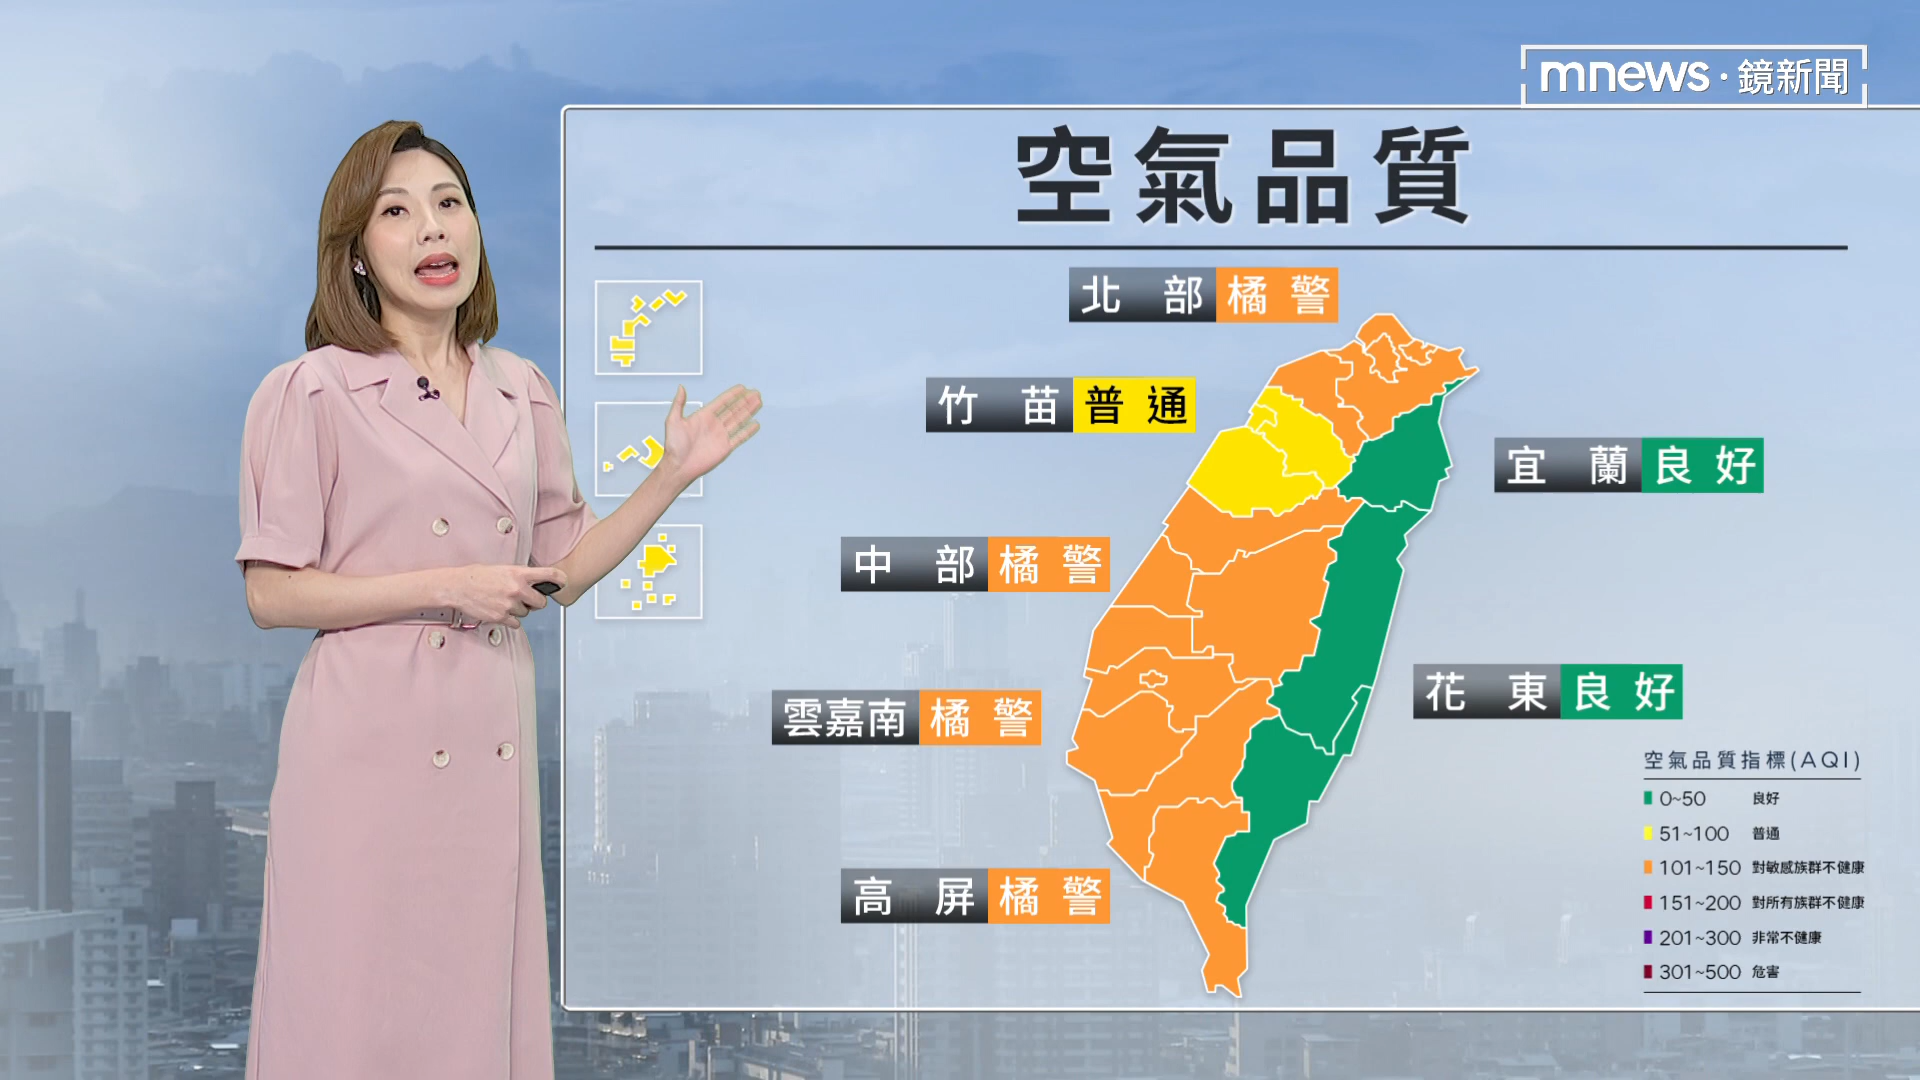 mnews·鏡新聞
空氣品質
北部 橘警
竹苗 普通
宜蘭 良好
中部 橘警
花東 良好
雲嘉南 橘警
高屏 橘警
空氣品質指標(AQI)
0~50 良好
51~100 普通
101~150 對敏感族群不健康
151~200 對所有族群不健康
201~300 非常不健康
301~500 危害